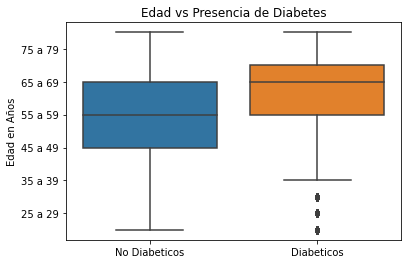 Edad vs Presencia de Diabetes
Edad en Años
75 a 79
65 a 69
55 a 59
45 a 49
35 a 39
25 a 29
No Diabeticos
Diabeticos